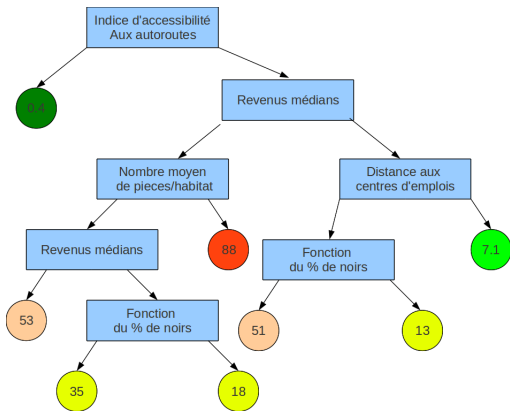 Indice d'accessibilité
Aux autoroutes
0.4
Revenus médians
Nombre moyen
de pieces/habitat
Distance aux
centres d'emplois
Revenus médians
88
Fonction
du % de noirs
7.1
53
Fonction
du % de noirs
51
13
35
18